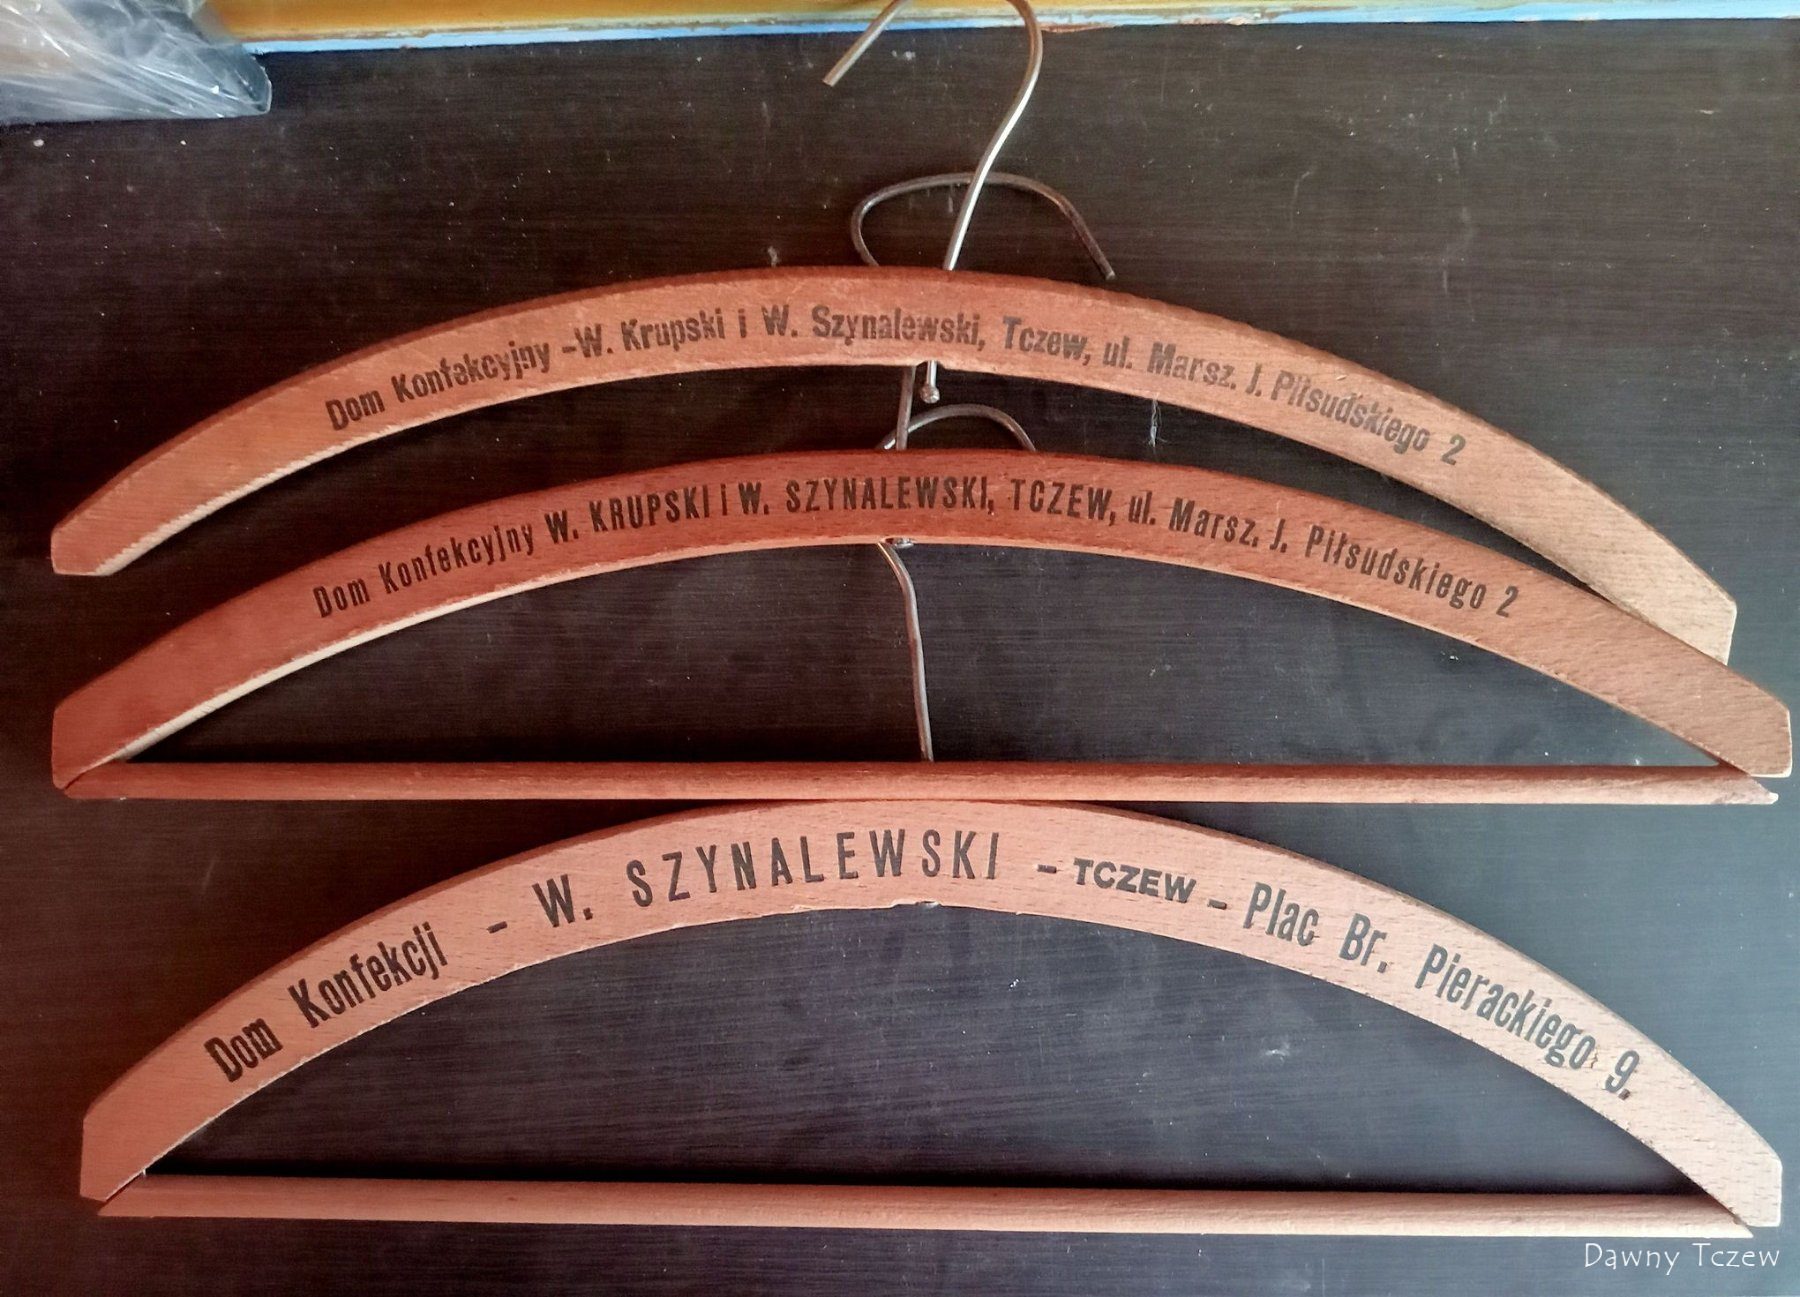 Dom Konfekcyjny -W. Krupski i W. Szynalewski, Tczew, ul. Marsz. J. Piłsudskiego 2
Dom Konfekcyjny W. KRUPSKI i W. SZYNALEWSKI, TCZEW, ul. Marsz. J. Piłsudskiego 2
Dom Konfekcji - W. SZYNALEWSKI - TCZEW - Plac Br. Pierackiego 9.
Dawny Tczew